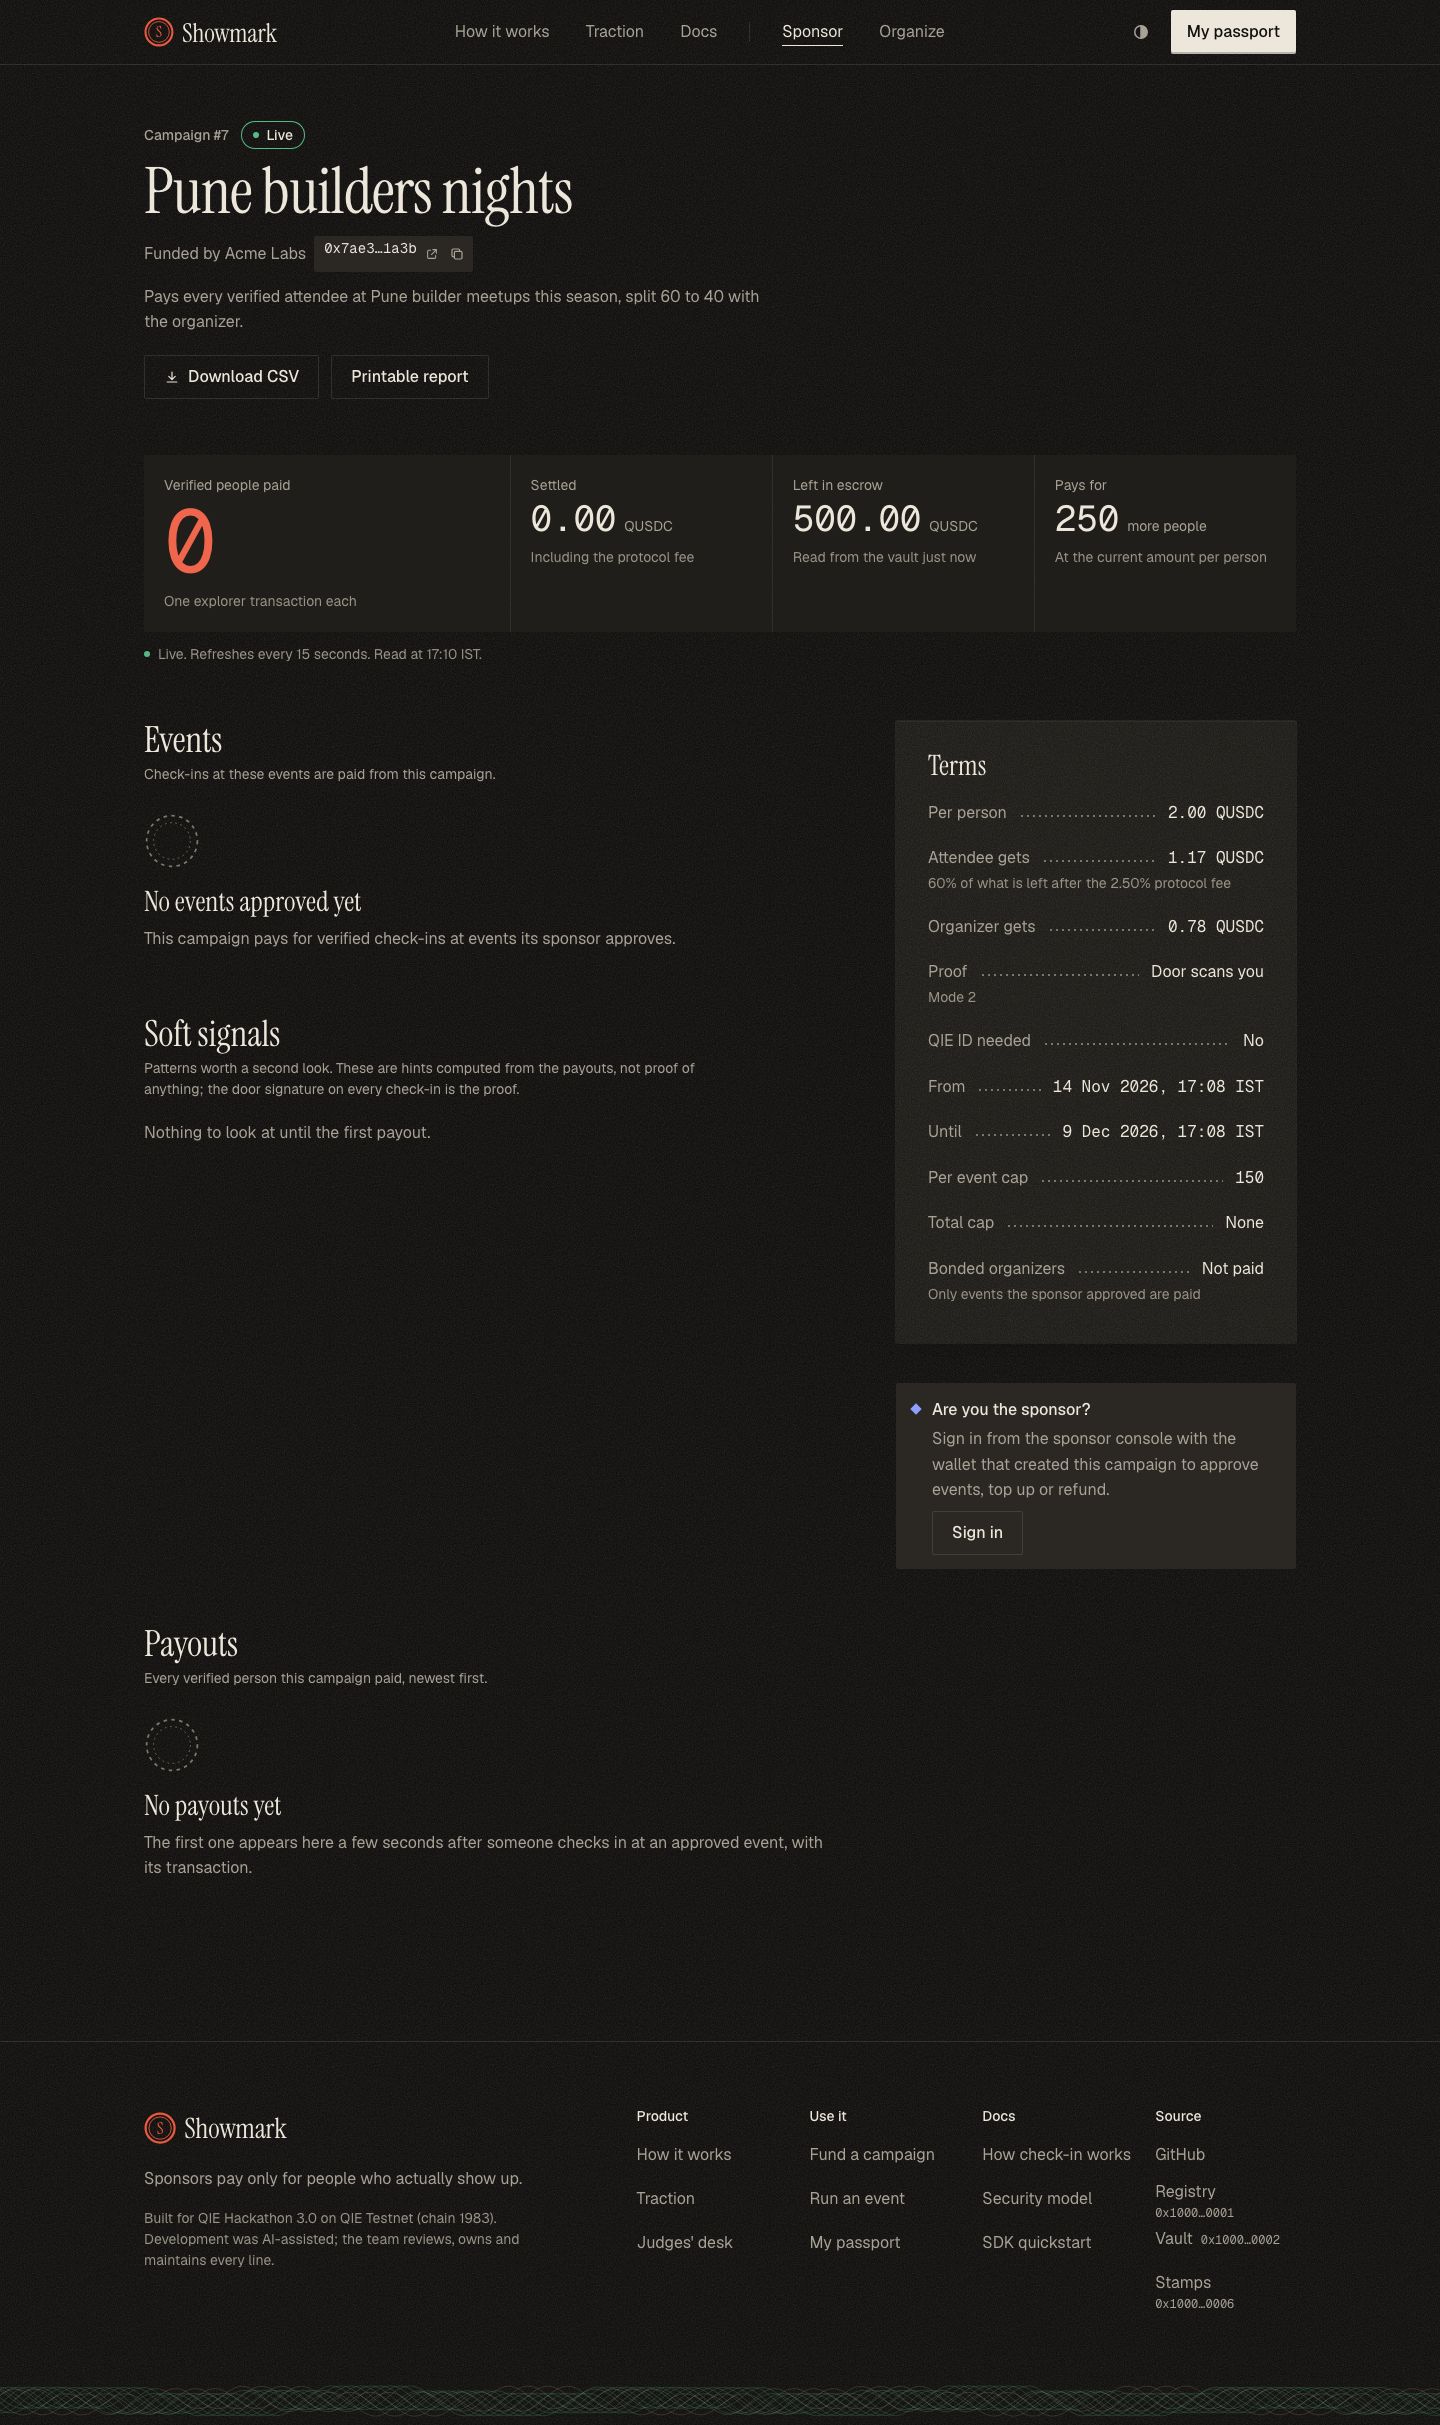 S Showmark
How it works Traction Docs Sponsor Organize
My passport
Campaign #7 Live
Pune builders nights
Funded by Acme Labs 0x7ae3…1a3b
Pays every verified attendee at Pune builder meetups this season, split 60 to 40 with
the organizer.
Download CSV Printable report
Verified people paid
0
One explorer transaction each
Settled
0.00 QUSDC
Including the protocol fee
Left in escrow
500.00 QUSDC
Read from the vault just now
Pays for
250 more people
At the current amount per person
Live. Refreshes every 15 seconds. Read at 17:10 IST.
Events
Check-ins at these events are paid from this campaign.
No events approved yet
This campaign pays for verified check-ins at events its sponsor approves.
Soft signals
Patterns worth a second look. These are hints computed from the payouts, not proof of
anything; the door signature on every check-in is the proof.
Nothing to look at until the first payout.
Terms
Per person 2.00 QUSDC
Attendee gets 1.17 QUSDC
60% of what is left after the 2.50% protocol fee
Organizer gets 0.78 QUSDC
Proof Door scans you
Mode 2
QIE ID needed No
From 14 Nov 2026, 17:08 IST
Until 9 Dec 2026, 17:08 IST
Per event cap 150
Total cap None
Bonded organizers Not paid
Only events the sponsor approved are paid
Are you the sponsor?
Sign in from the sponsor console with the
wallet that created this campaign to approve
events, top up or refund.
Sign in
Payouts
Every verified person this campaign paid, newest first.
No payouts yet
The first one appears here a few seconds after someone checks in at an approved event, with
its transaction.
S Showmark
Sponsors pay only for people who actually show up.
Built for QIE Hackathon 3.0 on QIE Testnet (chain 1983).
Development was AI-assisted; the team reviews, owns and
maintains every line.
Product
How it works
Traction
Judges' desk
Use it
Fund a campaign
Run an event
My passport
Docs
How check-in works
Security model
SDK quickstart
Source
GitHub
Registry
0x1000…0001
Vault 0x1000…0002
Stamps
0x1000…0006